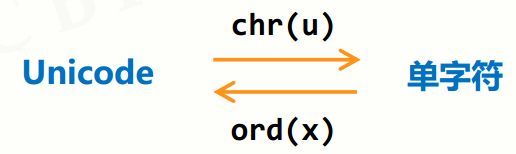 chr(u)
Unicode
单字符
ord(x)